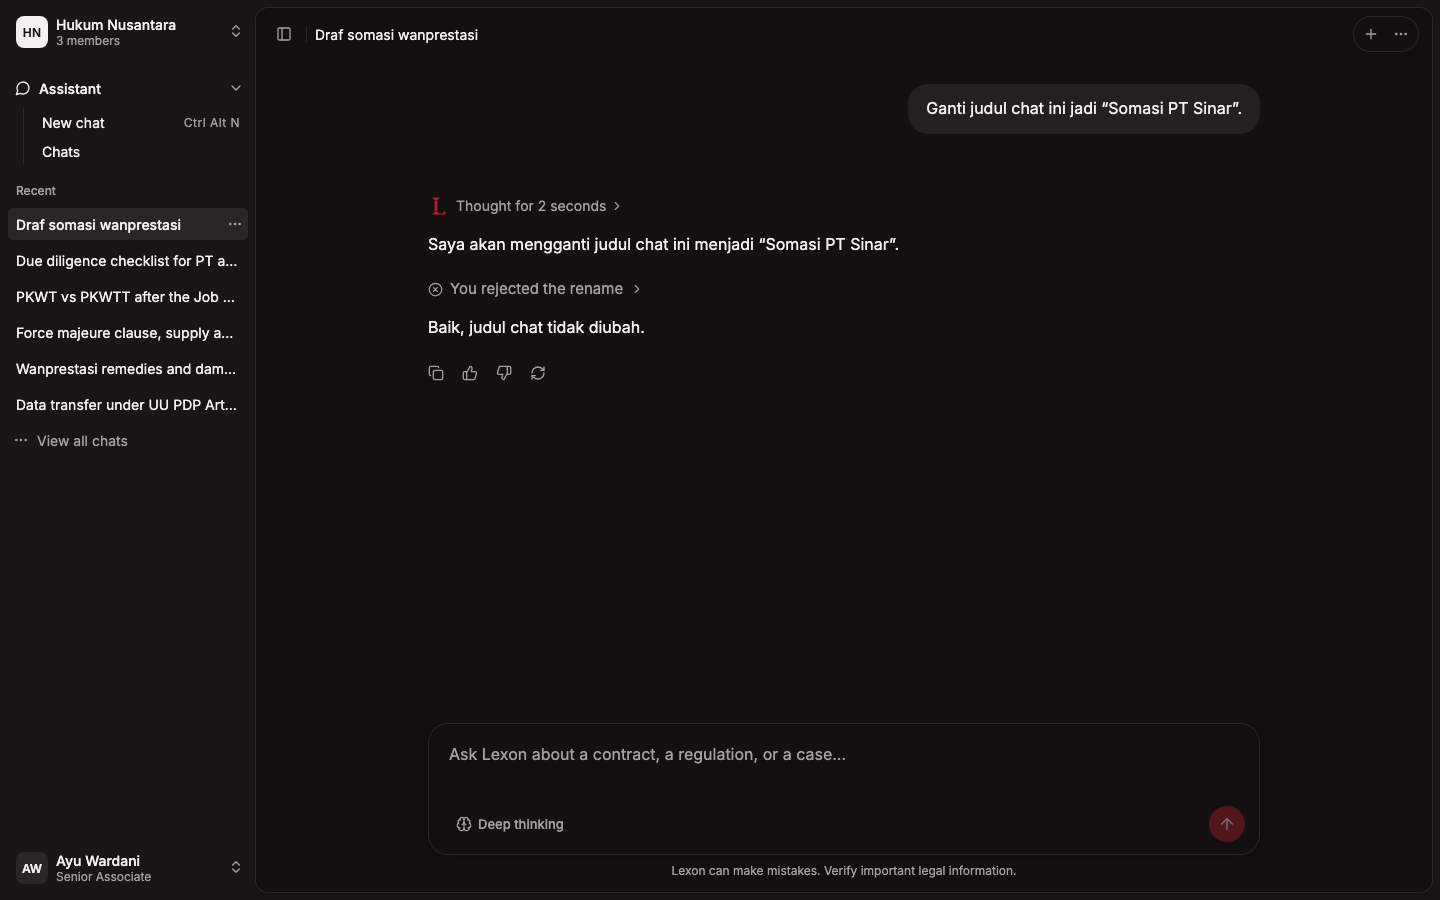 HN
Hukum Nusantara
3 members
Assistant
New chat
Ctrl Alt N
Chats
Recent
Draf somasi wanprestasi
Due diligence checklist for PT a...
PKWT vs PKWTT after the Job ...
Force majeure clause, supply a...
Wanprestasi remedies and dam...
Data transfer under UU PDP Art...
View all chats
AW
Ayu Wardani
Senior Associate
Draf somasi wanprestasi
Ganti judul chat ini jadi “Somasi PT Sinar”.
L
Thought for 2 seconds
Saya akan mengganti judul chat ini menjadi “Somasi PT Sinar”.
You rejected the rename
Baik, judul chat tidak diubah.
Ask Lexon about a contract, a regulation, or a case...
Deep thinking
Lexon can make mistakes. Verify important legal information.